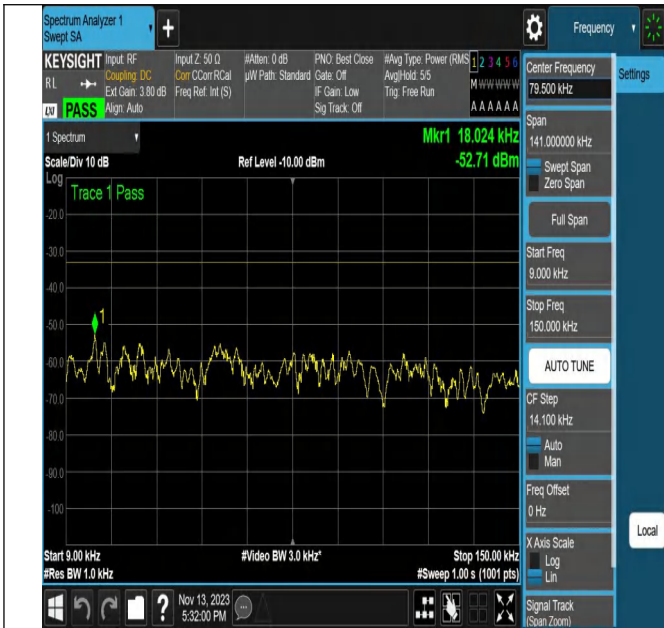 Spectrum Analyzer 1
Swept SA
Frequency
KEYSIGHT
RL
LXI
PASS
Input: RF
Coupling: DC
Ext Gain: 3.80 dB
Align: Auto
Input Z: 50 Ω
Corr CCorr RCal
Freq Ref: Int (S)
#Atten: 0 dB
µW Path: Standard
PNO: Best Close
Gate: Off
IF Gain: Low
Sig Track: Off
#Avg Type: Power (RMS
Avg|Hold: 5/5
Trig: Free Run
1 2 3 4 5 6
M W W W W W
A A A A A A
1 Spectrum
Scale/Div 10 dB
Ref Level -10.00 dBm
Mkr1 18.024 kHz
-52.71 dBm
Log
Trace 1 Pass
-20.0
-30.0
-40.0
1
-50.0
-60.0
-70.0
-80.0
-90.0
-100
Start 9.00 kHz
#Res BW 1.0 kHz
#Video BW 3.0 kHz*
Stop 150.00 kHz
#Sweep 1.00 s (1001 pts)
?
Nov 13, 2023
5:32:00 PM
Center Frequency
79.500 kHz
Settings
Span
141.000000 kHz
Swept Span
Zero Span
Full Span
Start Freq
9.000 kHz
Stop Freq
150.000 kHz
AUTO TUNE
CF Step
14.100 kHz
Auto
Man
Freq Offset
0 Hz
Local
X Axis Scale
Log
Lin
Signal Track
(Span Zoom)